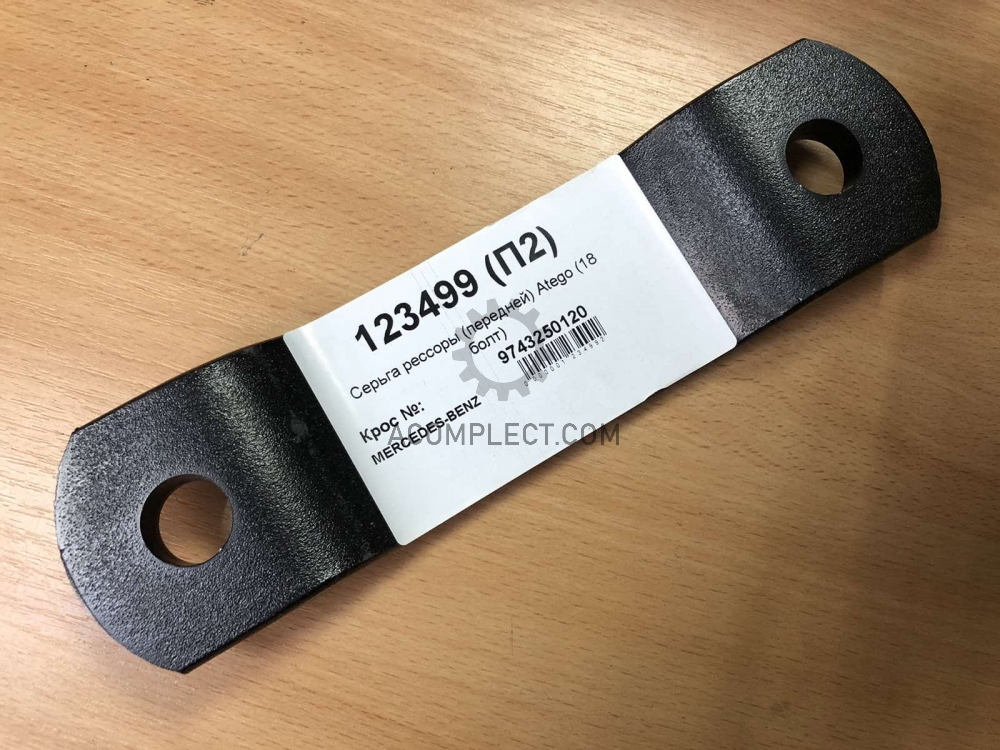 123499 (П2)
Серьга рессоры (передней) Atego (18
болт)
9743250120
Крос №:
MERCEDES-BENZ
ACOMPLECT.COM